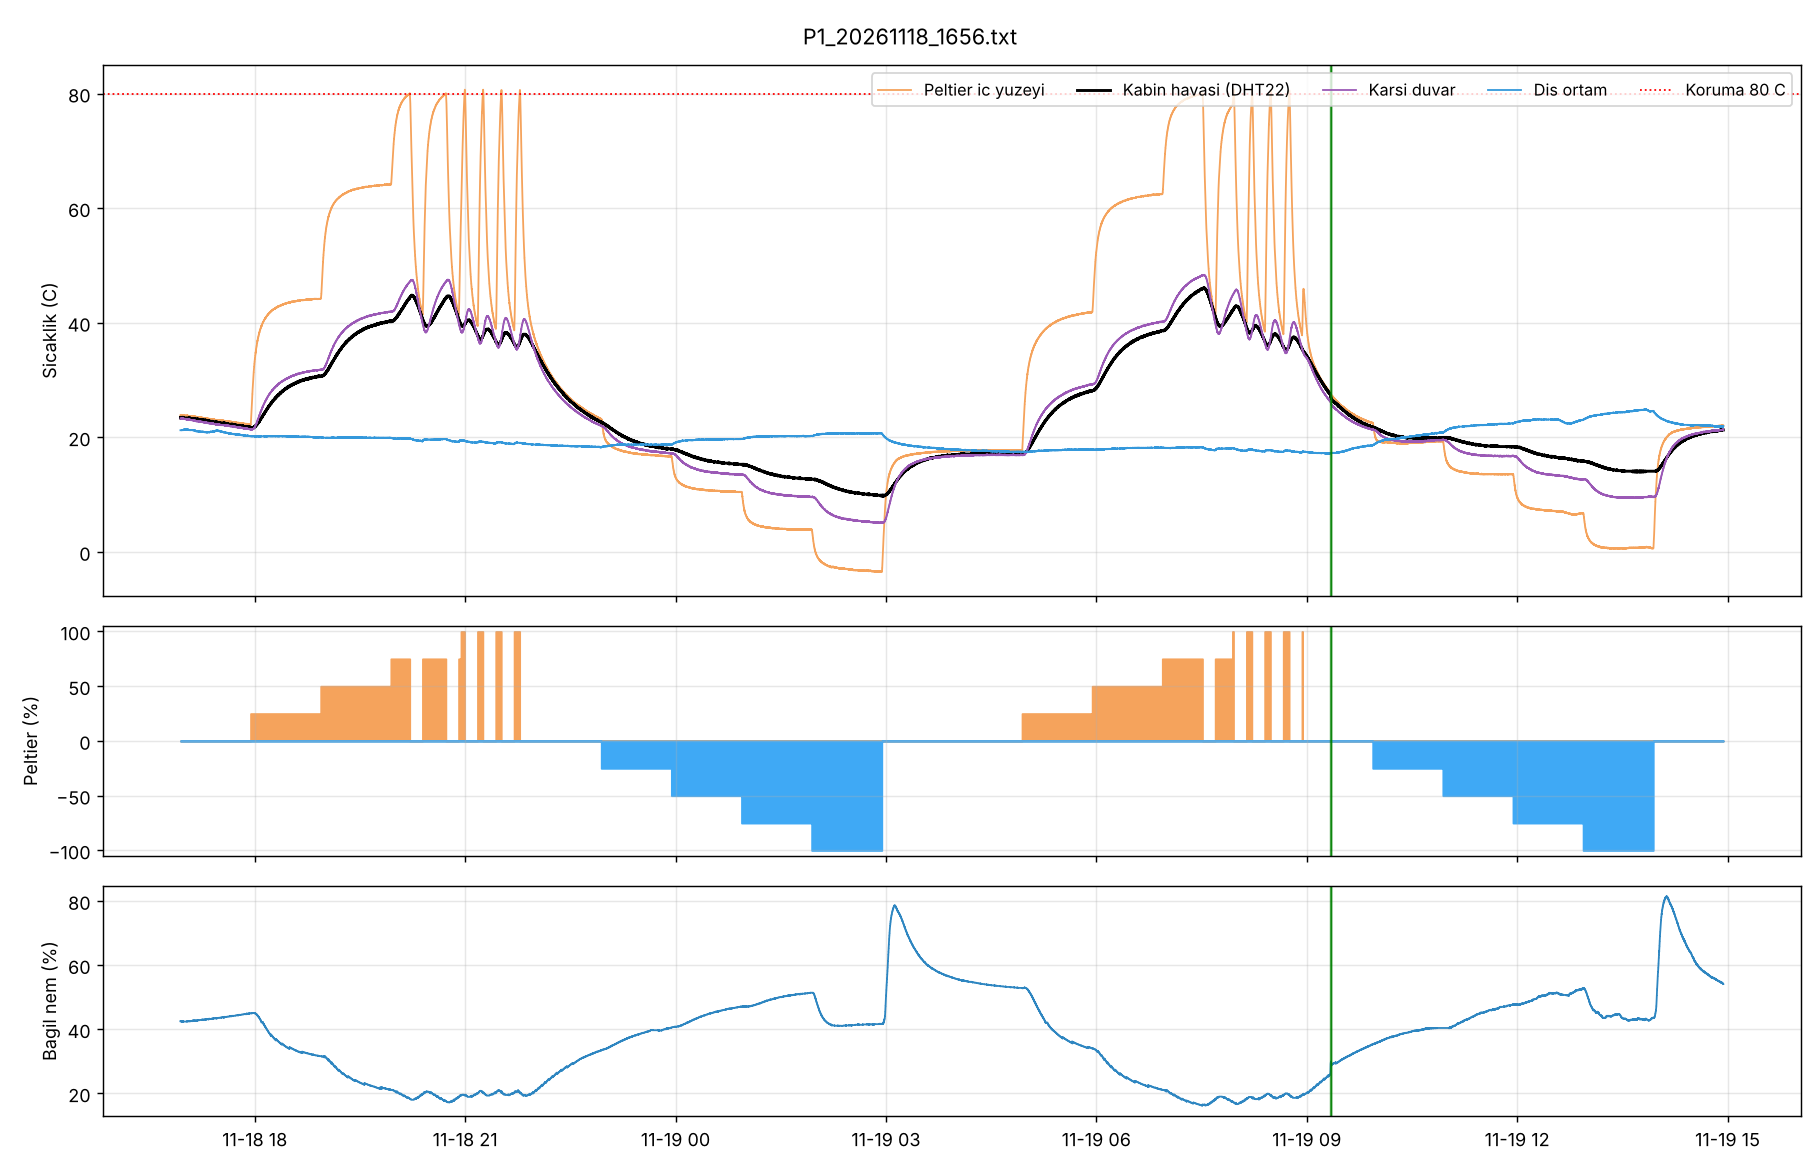 P1_20261118_1656.txt
Peltier ic yuzeyi
Kabin havasi (DHT22)
Karsi duvar
Dis ortam
Koruma 80 C
Sicaklik (C)
80
60
40
20
0
Peltier (%)
100
50
0
−50
−100
Bagil nem (%)
80
60
40
20
11-18 18
11-18 21
11-19 00
11-19 03
11-19 06
11-19 09
11-19 12
11-19 15